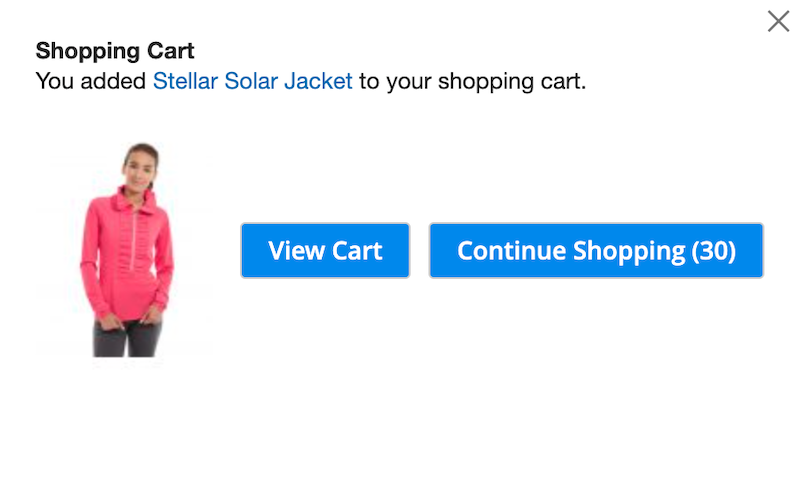 Shopping Cart
You added Stellar Solar Jacket to your shopping cart.
View Cart
Continue Shopping (30)